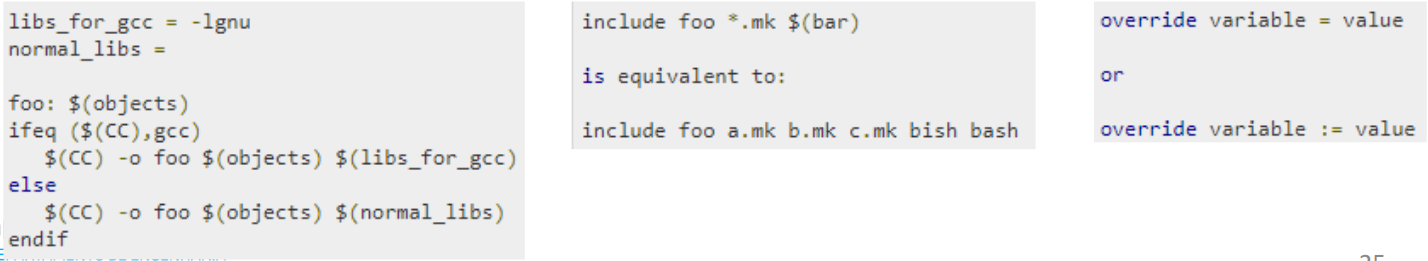 libs_for_gcc = -lgnu
normal_libs =
foo: $(objects)
ifeq ($(CC),gcc)
   $(CC) -o foo $(objects) $(libs_for_gcc)
else
   $(CC) -o foo $(objects) $(normal_libs)
endif
include foo *.mk $(bar)
is equivalent to:
include foo a.mk b.mk c.mk bish bash
override variable = value
or
override variable := value